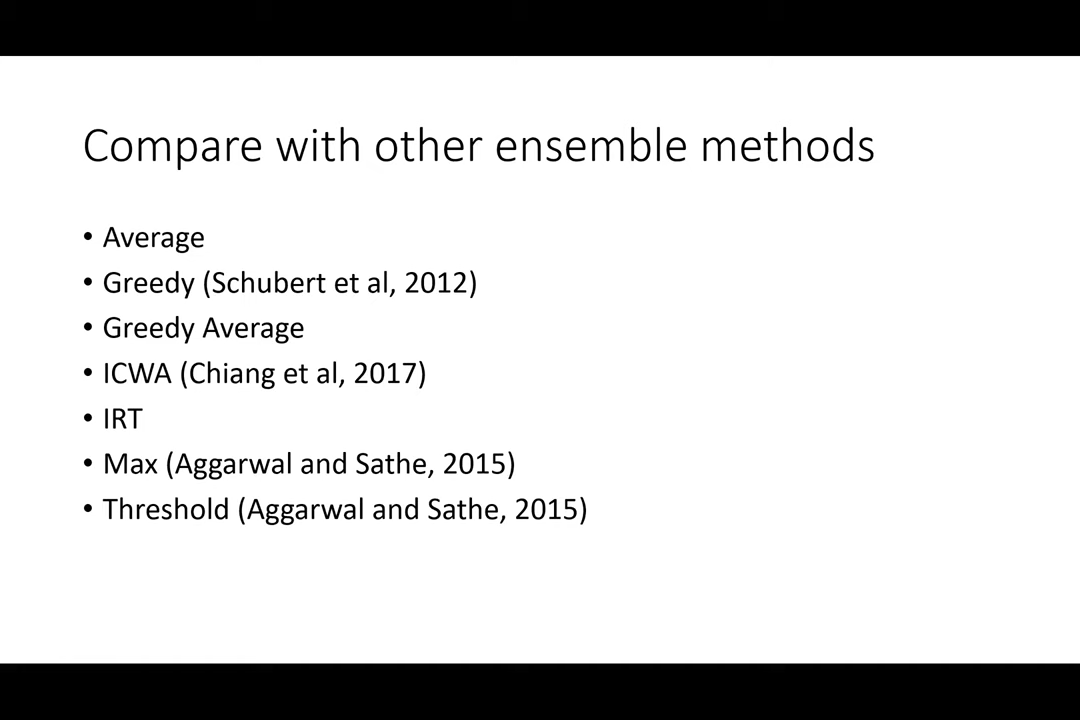 Compare with other ensemble methods
• Average
• Greedy (Schubert et al, 2012)
• Greedy Average
• ICWA (Chiang et al, 2017)
• IRT
• Max (Aggarwal and Sathe, 2015)
• Threshold (Aggarwal and Sathe, 2015)